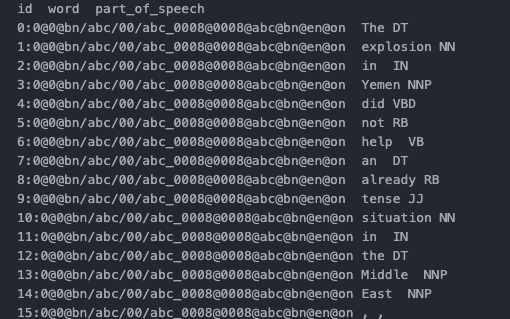 id  word  part_of_speech
0:0@0@bn/abc/00/abc_0008@0008@abc@bn@en@on  The DT
1:0@0@bn/abc/00/abc_0008@0008@abc@bn@en@on  explosion NN
2:0@0@bn/abc/00/abc_0008@0008@abc@bn@en@on  in  IN
3:0@0@bn/abc/00/abc_0008@0008@abc@bn@en@on  Yemen NNP
4:0@0@bn/abc/00/abc_0008@0008@abc@bn@en@on  did VBD
5:0@0@bn/abc/00/abc_0008@0008@abc@bn@en@on  not RB
6:0@0@bn/abc/00/abc_0008@0008@abc@bn@en@on  help  VB
7:0@0@bn/abc/00/abc_0008@0008@abc@bn@en@on  an  DT
8:0@0@bn/abc/00/abc_0008@0008@abc@bn@en@on  already RB
9:0@0@bn/abc/00/abc_0008@0008@abc@bn@en@on  tense JJ
10:0@0@bn/abc/00/abc_0008@0008@abc@bn@en@on situation NN
11:0@0@bn/abc/00/abc_0008@0008@abc@bn@en@on in  IN
12:0@0@bn/abc/00/abc_0008@0008@abc@bn@en@on the DT
13:0@0@bn/abc/00/abc_0008@0008@abc@bn@en@on Middle  NNP
14:0@0@bn/abc/00/abc_0008@0008@abc@bn@en@on East  NNP
15:0@0@bn/abc/00/abc_0008@0008@abc@bn@en@on , ,